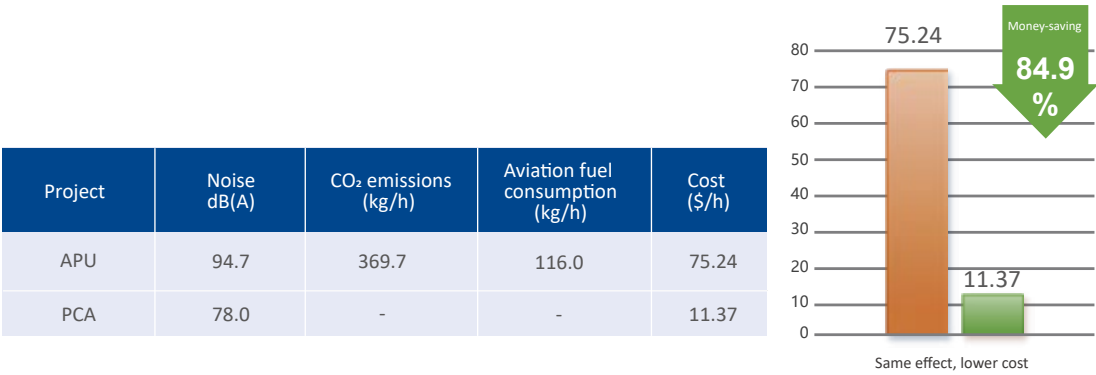 Project
Noise
dB(A)
CO₂ emissions
(kg/h)
Aviation fuel
consumption
(kg/h)
Cost
($/h)
APU 94.7 369.7 116.0 75.24
PCA 78.0 - - 11.37
Money-saving
84.9
%
75.24
11.37
80
70
60
50
40
30
20
10
0
Same effect, lower cost